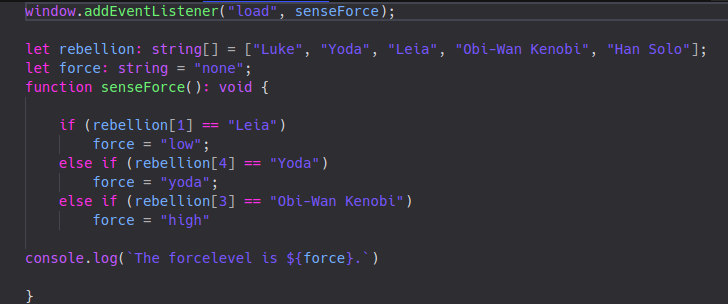 window.addEventListener("load", senseForce);
let rebellion: string[] = ["Luke", "Yoda", "Leia", "Obi-Wan Kenobi", "Han Solo"];
let force: string = "none";
function senseForce(): void {
if (rebellion[1] == "Leia")
force = "low";
else if (rebellion[4] == "Yoda")
force = "yoda";
else if (rebellion[3] == "Obi-Wan Kenobi")
force = "high"
console.log(`The forcelevel is ${force}.`)
}